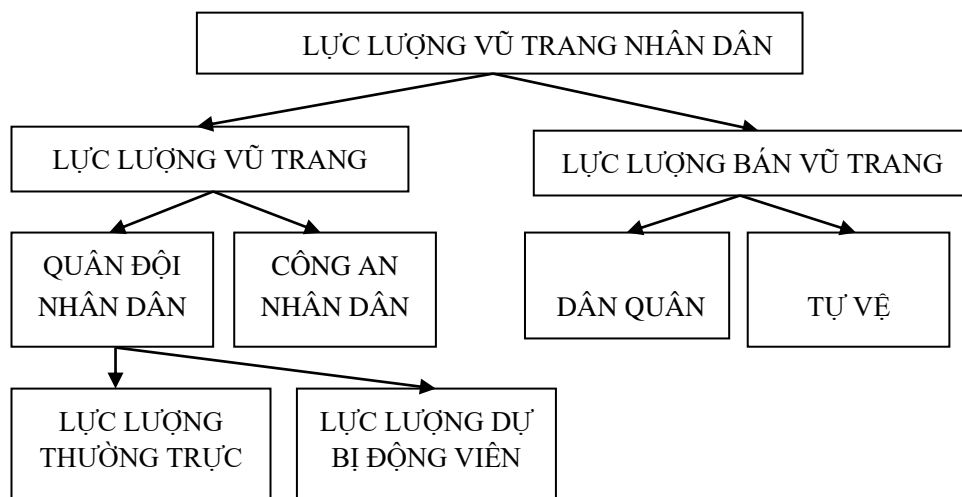 LỰC LƯỢNG VŨ TRANG NHÂN DÂN
LỰC LƯỢNG VŨ TRANG
LỰC LƯỢNG BÁN VŨ TRANG
QUÂN ĐỘI
NHÂN DÂN
CÔNG AN
NHÂN DÂN
DÂN QUÂN
TỰ VỆ
LỰC LƯỢNG
THƯỜNG TRỰC
LỰC LƯỢNG DỰ
BỊ ĐỘNG VIÊN